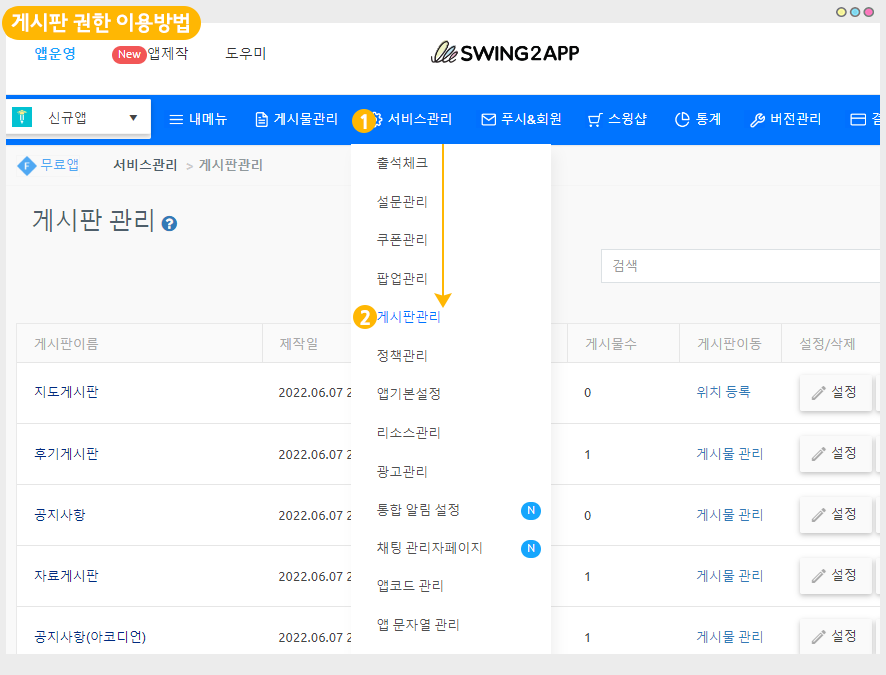 게시판 권한 이용방법
앱운영 New 앱제작 도우미 SWING2APP
신규앱 내메뉴 게시물관리 1 서비스관리 푸시&회원 스윙샵 통계 버전관리
F 무료앱 서비스관리 > 게시판관리
게시판 관리 ?
출석체크
설문관리
쿠폰관리
팝업관리
2 게시판관리
정책관리
앱기본설정
리소스관리
광고관리
통합 알림 설정 N
채팅 관리자페이지 N
앱코드 관리
앱 문자열 관리
검색
게시판이름 제작일 게시물수 게시판이동 설정/삭제
지도게시판 2022.06.07 2 0 위치 등록 설정
후기게시판 2022.06.07 2 1 게시물 관리 설정
공지사항 2022.06.07 2 0 게시물 관리 설정
자료게시판 2022.06.07 2 1 게시물 관리 설정
공지사항(아코디언) 2022.06.07 2 1 게시물 관리 설정